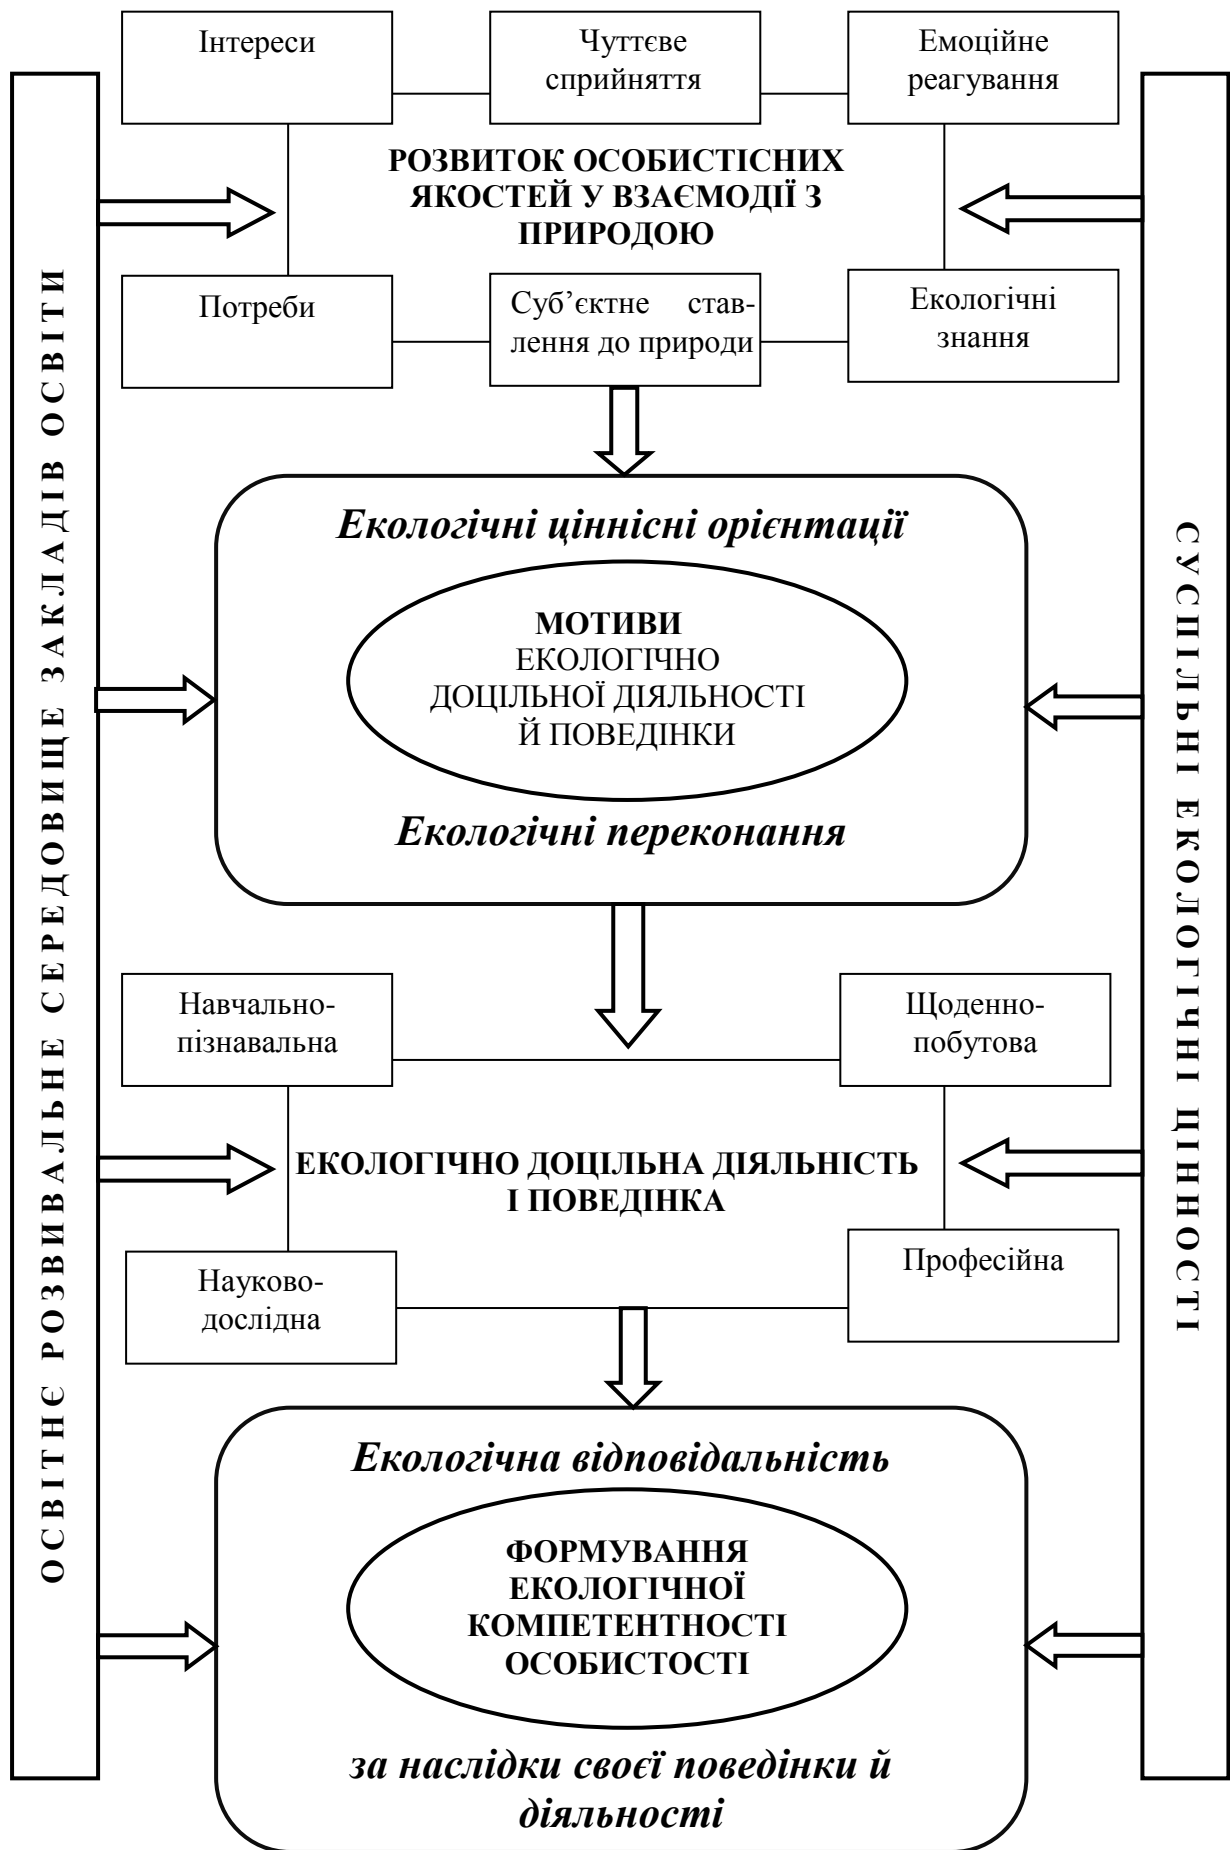 Інтереси
Чуттєве
сприйняття
Емоційне
реагування
РОЗВИТОК ОСОБИСТІСНИХ
ЯКОСТЕЙ У ВЗАЄМОДІЇ З
ПРИРОДОЮ
Потреби
Суб’єктне став-
лення до природи
Екологічні
знання
ОСВІТНЄ РОЗВИВАЛЬНЕ СЕРЕДОВИЩЕ ЗАКЛАДІВ ОСВІТИ
СУСПІЛЬНІ ЕКОЛОГІЧНІ ЦІННОСТІ
Екологічні ціннісні орієнтації
МОТИВИ
ЕКОЛОГІЧНО
ДОЦІЛЬНОЇ ДІЯЛЬНОСТІ
Й ПОВЕДІНКИ
Екологічні переконання
Навчально-
пізнавальна
Щоденно-
побутова
ЕКОЛОГІЧНО ДОЦІЛЬНА ДІЯЛЬНІСТЬ
І ПОВЕДІНКА
Науково-
дослідна
Професійна
Екологічна відповідальність
ФОРМУВАННЯ
ЕКОЛОГІЧНОЇ
КОМПЕТЕНТНОСТІ
ОСОБИСТОСТІ
за наслідки своєї поведінки й
діяльності